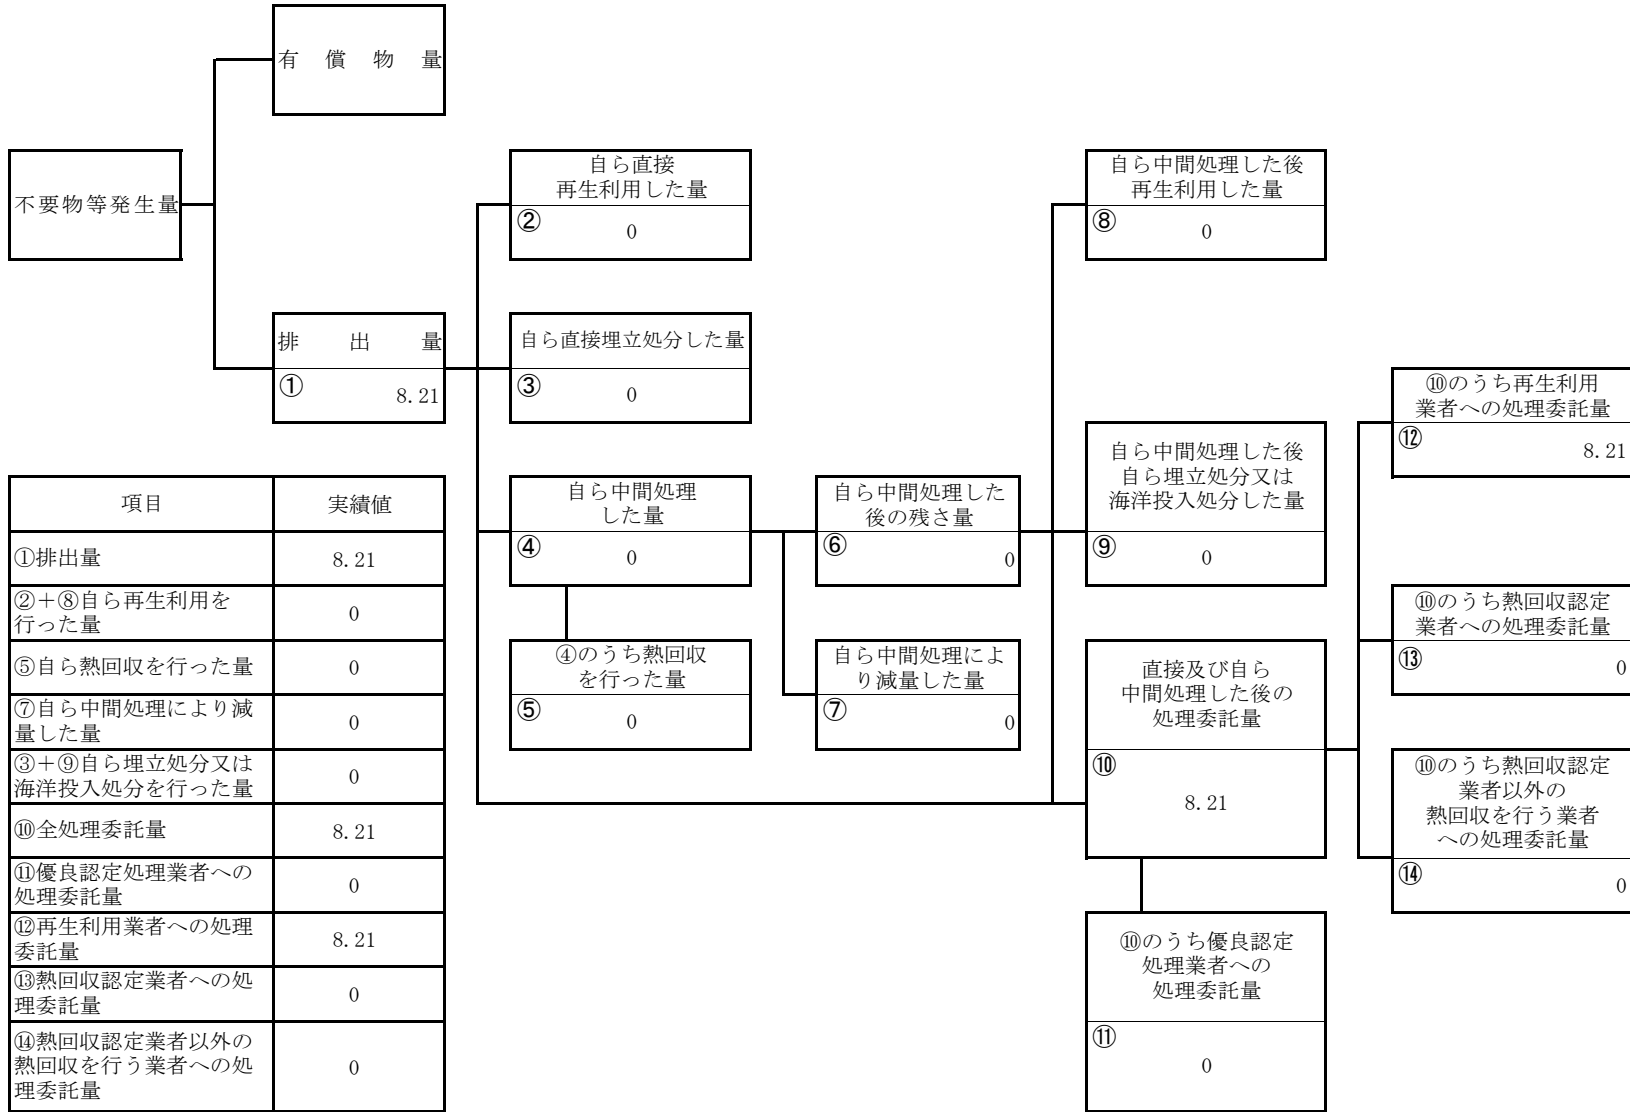 有償物量
不要物等発生量
排出量
① 8.21
自ら直接
再生利用した量
② 0
自ら直接埋立処分した量
③ 0
自ら中間処理
した量
④ 0
④のうち熱回収
を行った量
⑤ 0
自ら中間処理した
後の残さ量
⑥ 0
自ら中間処理によ
り減量した量
⑦ 0
自ら中間処理した後
再生利用した量
⑧ 0
自ら中間処理した後
自ら埋立処分又は
海洋投入処分した量
⑨ 0
直接及び自ら
中間処理した後の
処理委託量
⑩
8.21
⑩のうち優良認定
処理業者への
処理委託量
⑪
0
⑩のうち再生利用
業者への処理委託量
⑫ 8.21
⑩のうち熱回収認定
業者への処理委託量
⑬ 0
⑩のうち熱回収認定
業者以外の
熱回収を行う業者
への処理委託量
⑭ 0
項目 実績値
①排出量 8.21
②+⑧自ら再生利用を
行った量 0
⑤自ら熱回収を行った量 0
⑦自ら中間処理により減
量した量 0
③+⑨自ら埋立処分又は
海洋投入処分を行った量 0
⑩全処理委託量 8.21
⑪優良認定処理業者への
処理委託量 0
⑫再生利用業者への処理
委託量 8.21
⑬熱回収認定業者への処
理委託量 0
⑭熱回収認定業者以外の
熱回収を行う業者への処 0
理委託量